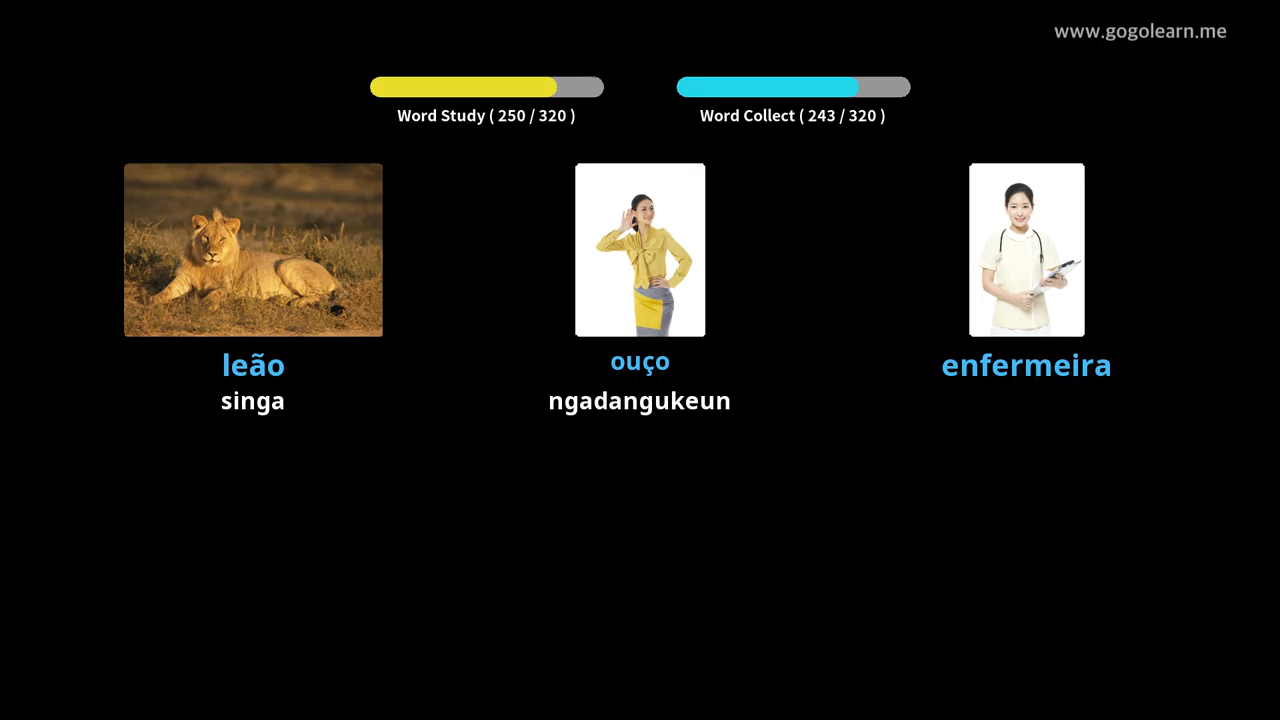 www.gogolearn.me
Word Study ( 250 / 320 )
Word Collect ( 243 / 320 )
leão
singa
ouço
ngadangukeun
enfermeira